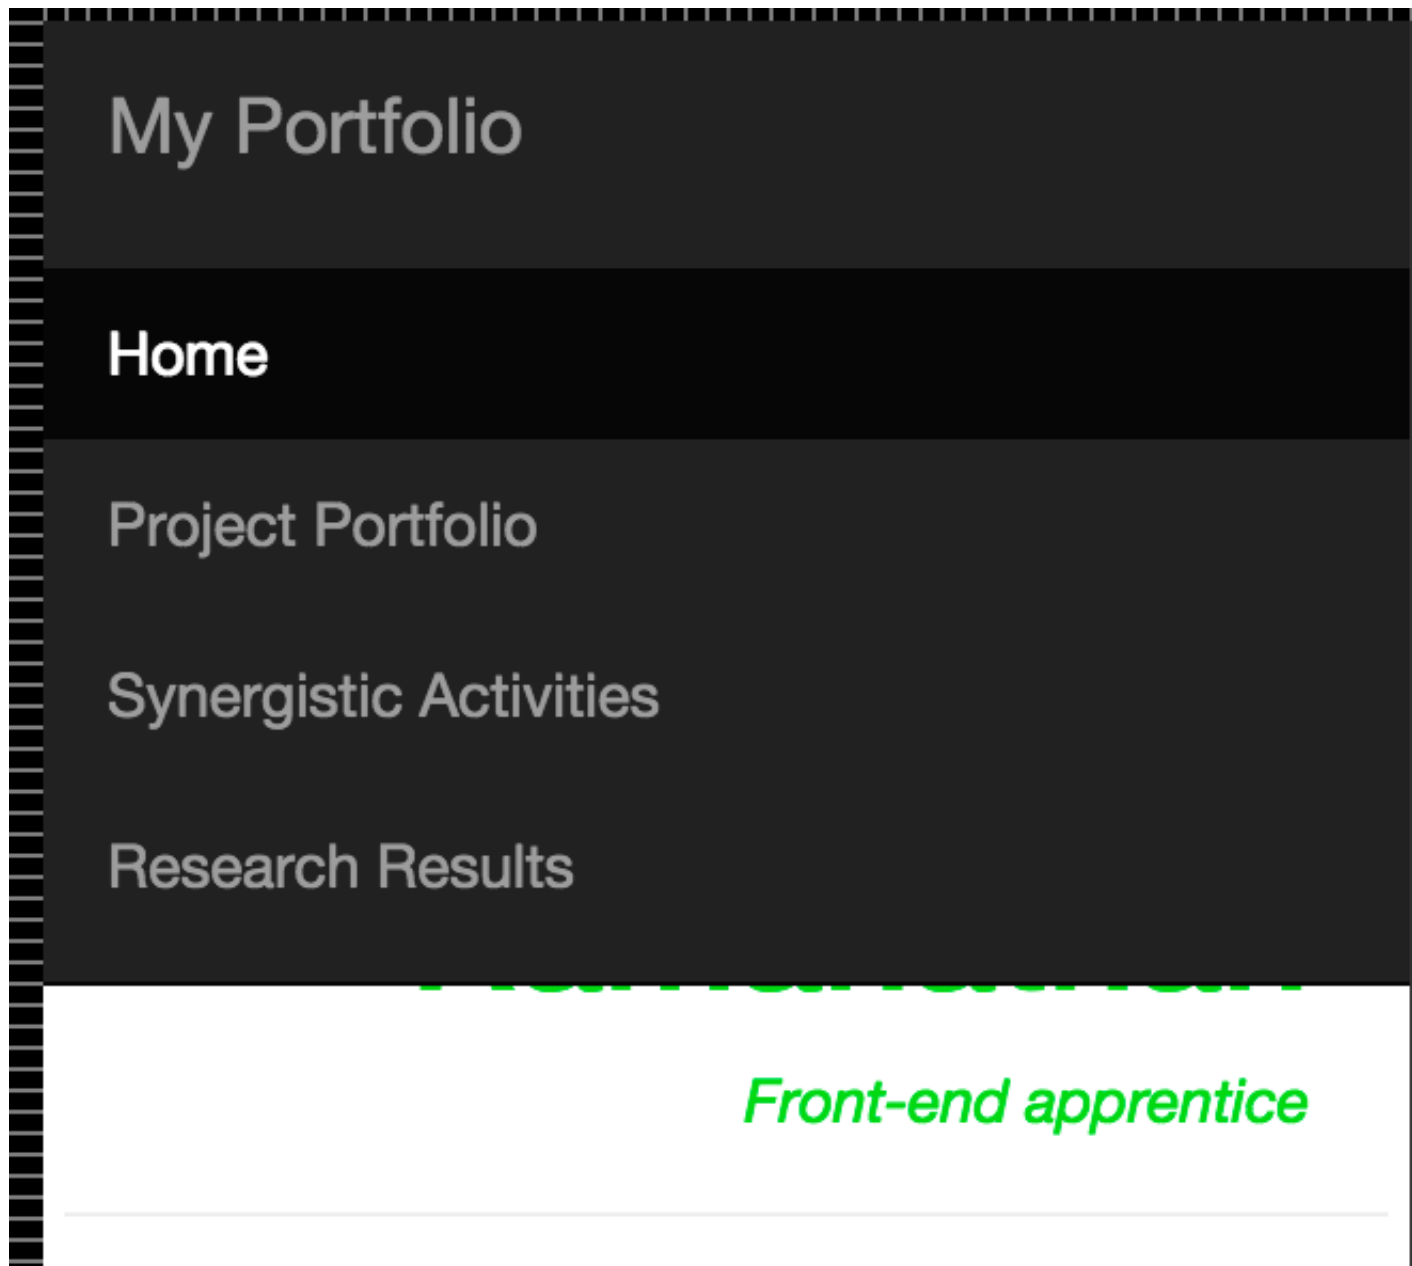 My Portfolio
Home
Project Portfolio
Synergistic Activities
Research Results
Front-end apprentice